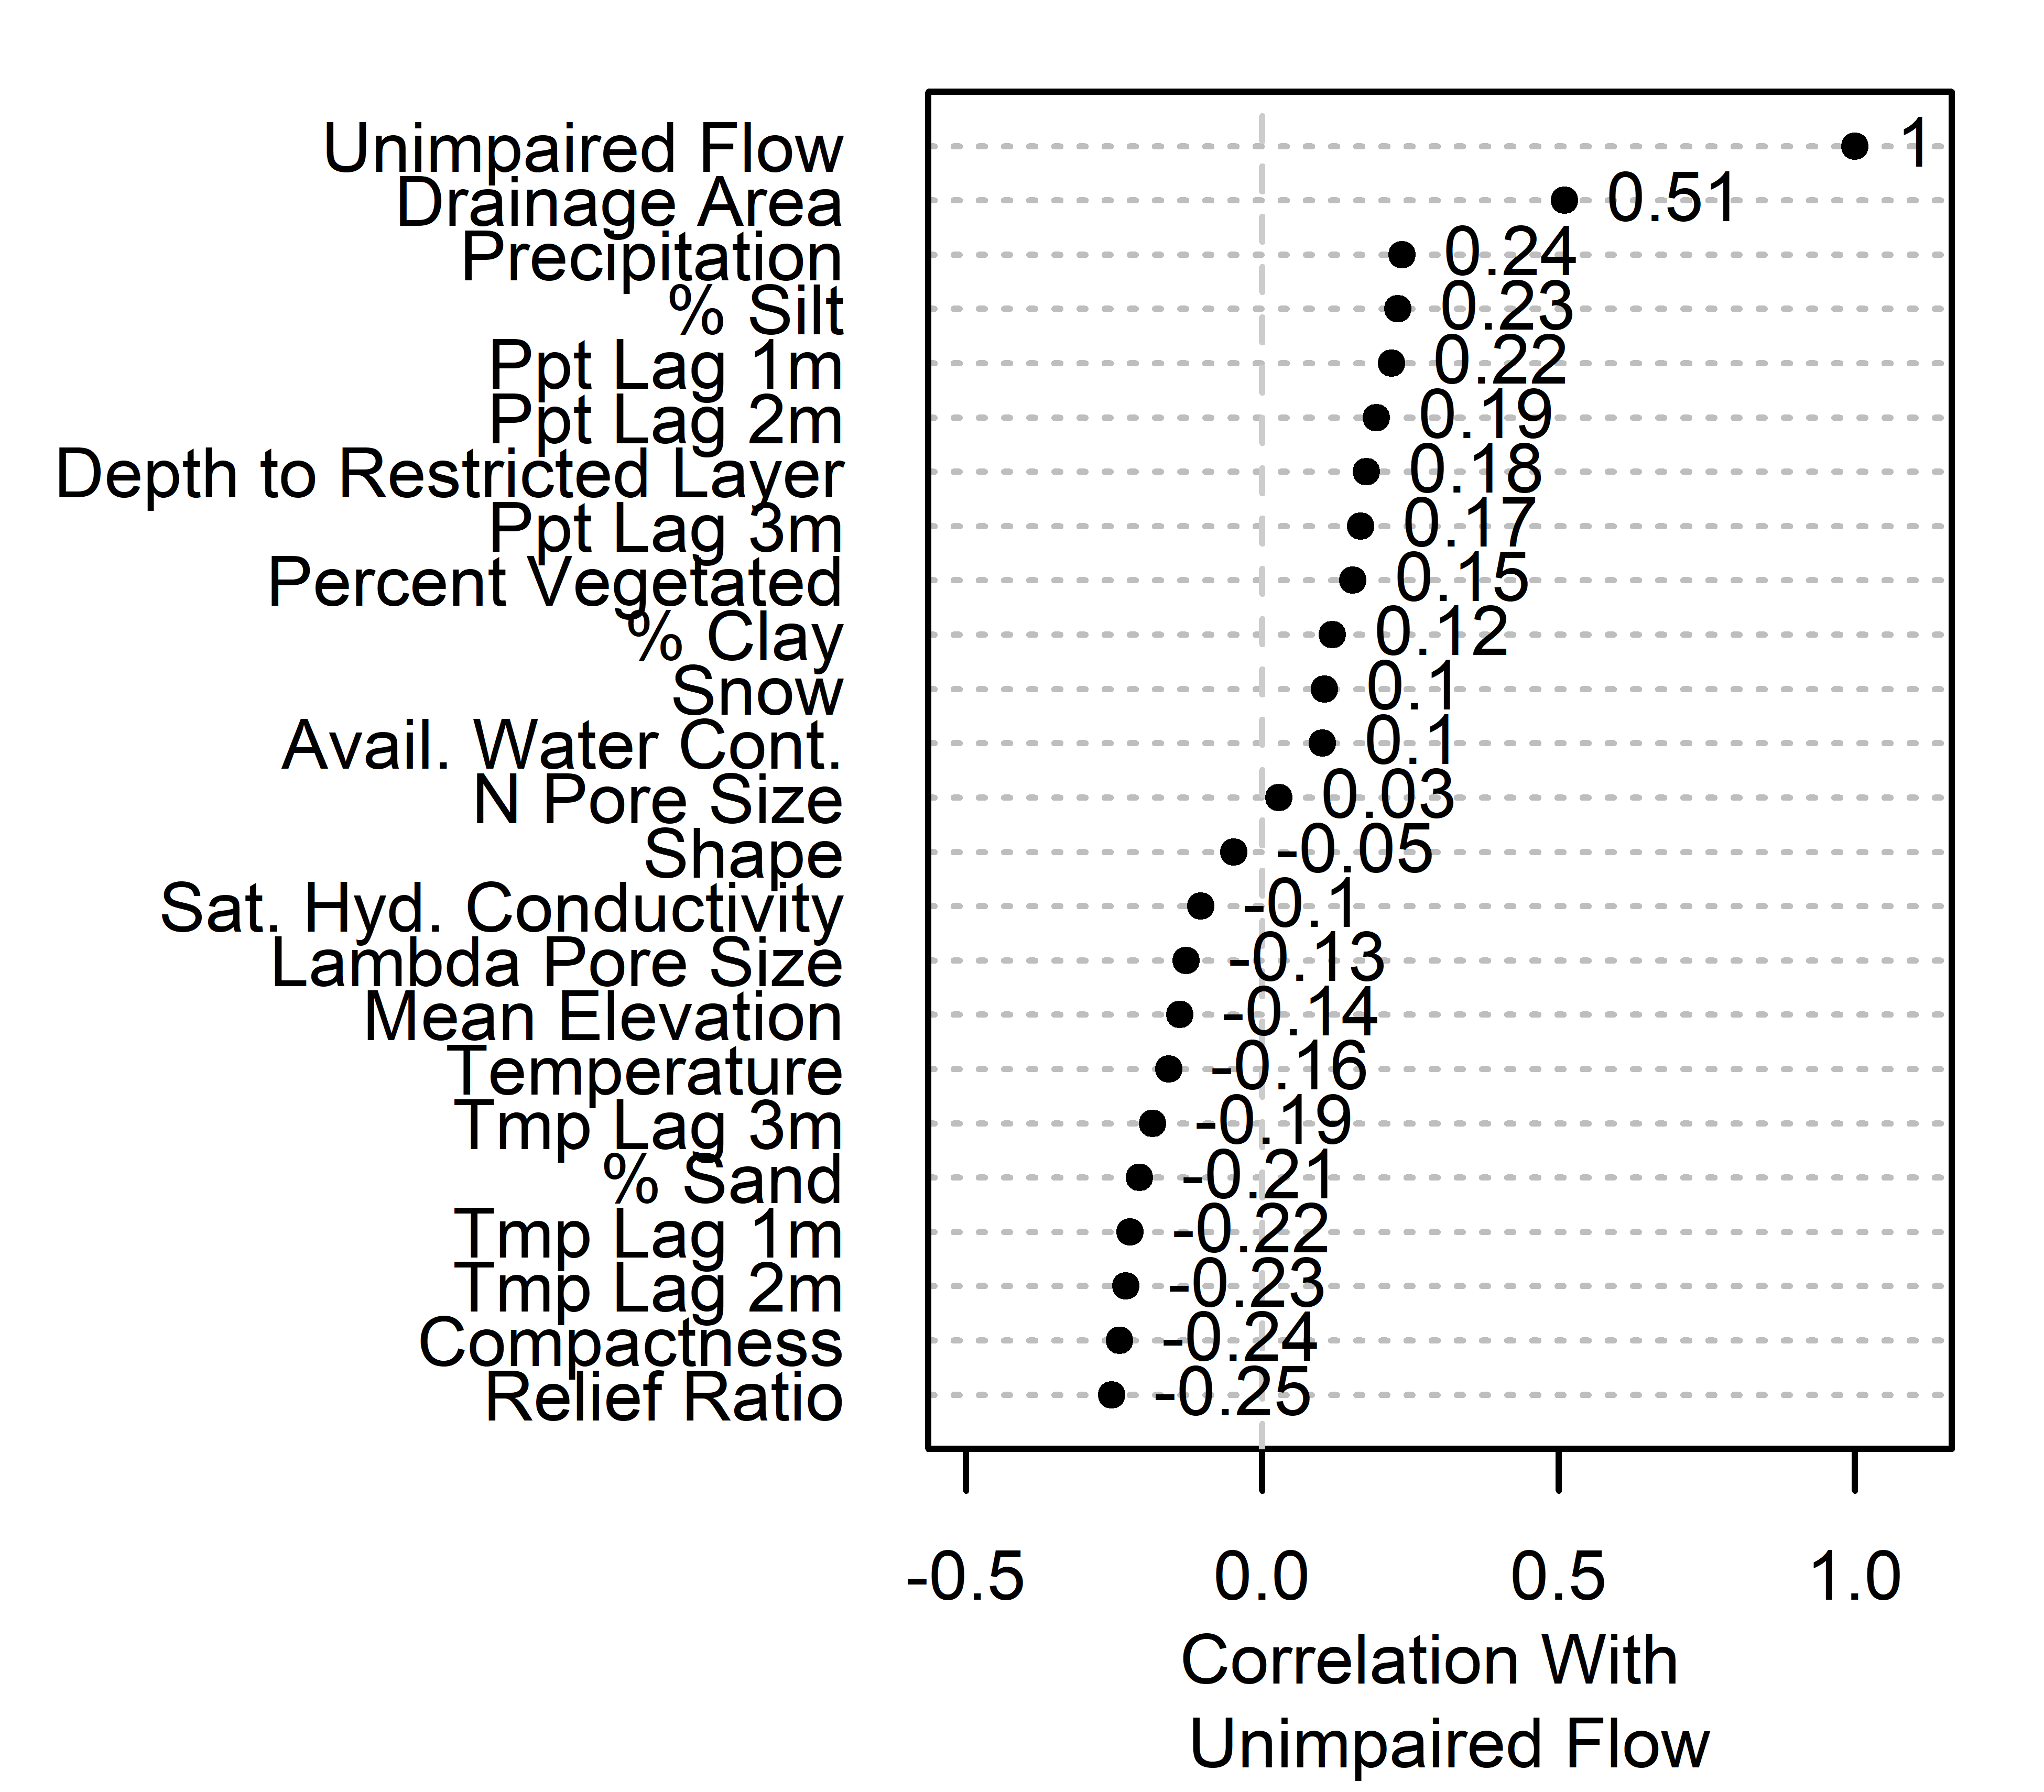 Unimpaired Flow 1
Drainage Area 0.51
Precipitation 0.24
% Silt 0.23
Ppt Lag 1m 0.22
Ppt Lag 2m 0.19
Depth to Restricted Layer 0.18
Ppt Lag 3m 0.17
Percent Vegetated 0.15
% Clay 0.12
Snow 0.1
Avail. Water Cont. 0.1
N Pore Size 0.03
Shape -0.05
Sat. Hyd. Conductivity -0.1
Lambda Pore Size -0.13
Mean Elevation -0.14
Temperature -0.16
Tmp Lag 3m -0.19
% Sand -0.21
Tmp Lag 1m -0.22
Tmp Lag 2m -0.23
Compactness -0.24
Relief Ratio -0.25
-0.5 0.0 0.5 1.0
Correlation With
Unimpaired Flow